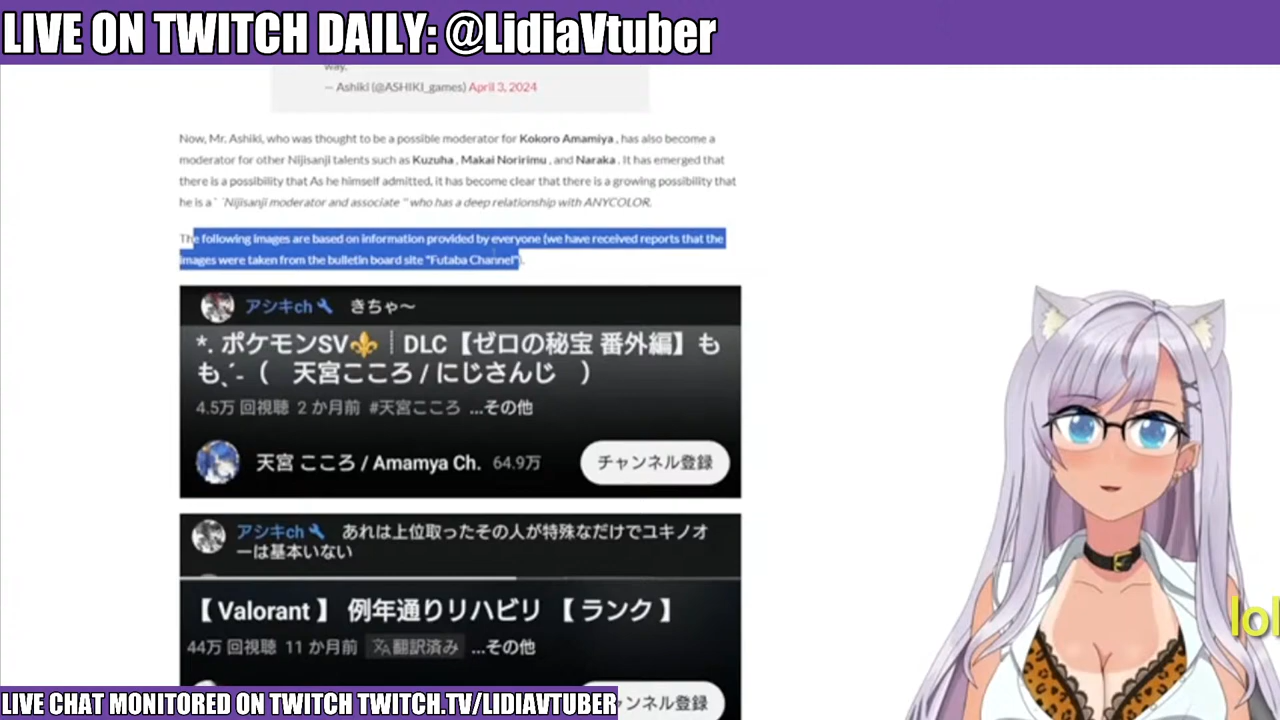 LIVE ON TWITCH DAILY: @LidiaVtuber
way.
— Ashiki (@ASHIKI_games) April 3, 2024
Now, Mr. Ashiki, who was thought to be a possible moderator for Kokoro Amamiya , has also become a
moderator for other Nijisanji talents such as Kuzuha , Makai Noririmu , and Naraka . It has emerged that
there is a possibility that As he himself admitted, it has become clear that there is a growing possibility that
he is a ` `Nijisanji moderator and associate '' who has a deep relationship with ANYCOLOR.
The following images are based on information provided by everyone (we have received reports that the
images were taken from the bulletin board site "Futaba Channel").
アシキch きちゃ～
*. ポケモンSV⚜┊DLC【ゼロの秘宝 番外編】も
も、´-（　天宮こころ / にじさんじ　）
4.5万 回視聴 2 か月前 #天宮こころ ...その他
天宮 こころ / Amamya Ch. 64.9万 チャンネル登録
アシキch あれは上位取ったその人が特殊なだけでユキノオ
ーは基本いない
【 Valorant 】 例年通りリハビリ 【 ランク 】
44万 回視聴 11 か月前 翻訳済み ...その他
ンネル登録
lol
LIVE CHAT MONITORED ON TWITCH TWITCH.TV/LIDIAVTUBER